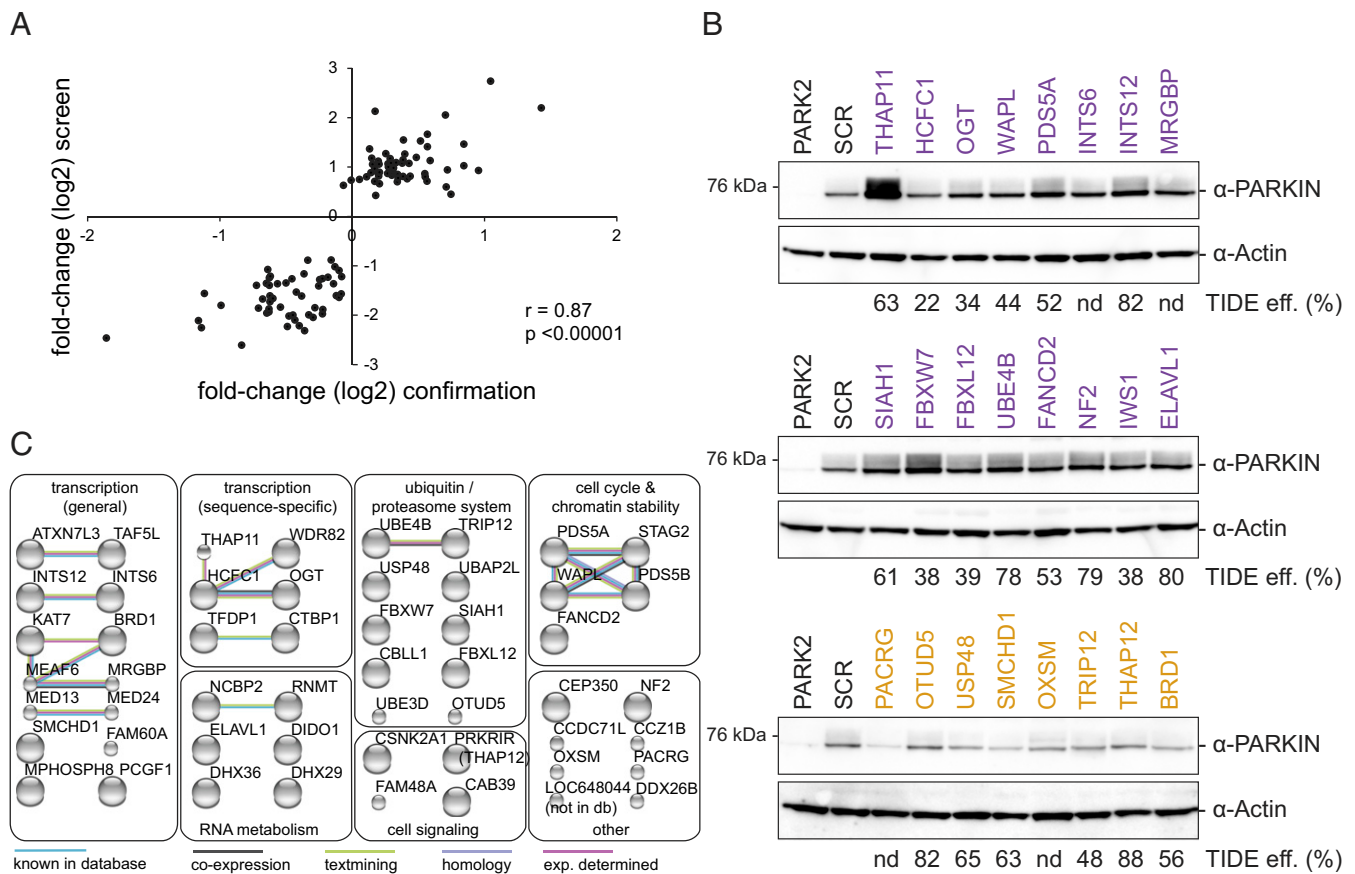 A
fold-change (log2) screen
3
2
1
0
-1
-2
-3
-2
-1
0
1
2
r = 0.87
p <0.00001
fold-change (log2) confirmation
B
PARK2
SCR
THAP11
HCFC1
OGT
WAPL
PDS5A
INTS6
INTS12
MRGBP
76 kDa
α-PARKIN
α-Actin
63 22 34 44 52 nd 82 nd TIDE eff. (%)
PARK2
SCR
SIAH1
FBXW7
FBXL12
UBE4B
FANCD2
NF2
IWS1
ELAVL1
76 kDa
α-PARKIN
α-Actin
61 38 39 78 53 79 38 80 TIDE eff. (%)
PARK2
SCR
PACRG
OTUD5
USP48
SMCHD1
OXSM
TRIP12
THAP12
BRD1
76 kDa
α-PARKIN
α-Actin
nd 82 65 63 nd 48 88 56 TIDE eff. (%)
C
transcription
(general)
ATXN7L3 TAF5L
INTS12 INTS6
KAT7 BRD1
MEAF6 MRGBP
MED13 MED24
SMCHD1
FAM60A
MPHOSPH8 PCGF1
transcription
(sequence-specific)
THAP11 WDR82
HCFC1 OGT
TFDP1 CTBP1
NCBP2 RNMT
ELAVL1 DIDO1
DHX36 DHX29
RNA metabolism
ubiquitin /
proteasome system
UBE4B TRIP12
USP48 UBAP2L
FBXW7 SIAH1
CBLL1 FBXL12
UBE3D OTUD5
CSNK2A1 PRKRIR
(THAP12)
FAM48A CAB39
cell signaling
cell cycle &
chromatin stability
PDS5A STAG2
WAPL PDS5B
FANCD2
CEP350 NF2
CCDC71L CCZ1B
OXSM PACRG
LOC648044 DDX26B
(not in db)
other
known in database
co-expression
textmining
homology
exp. determined